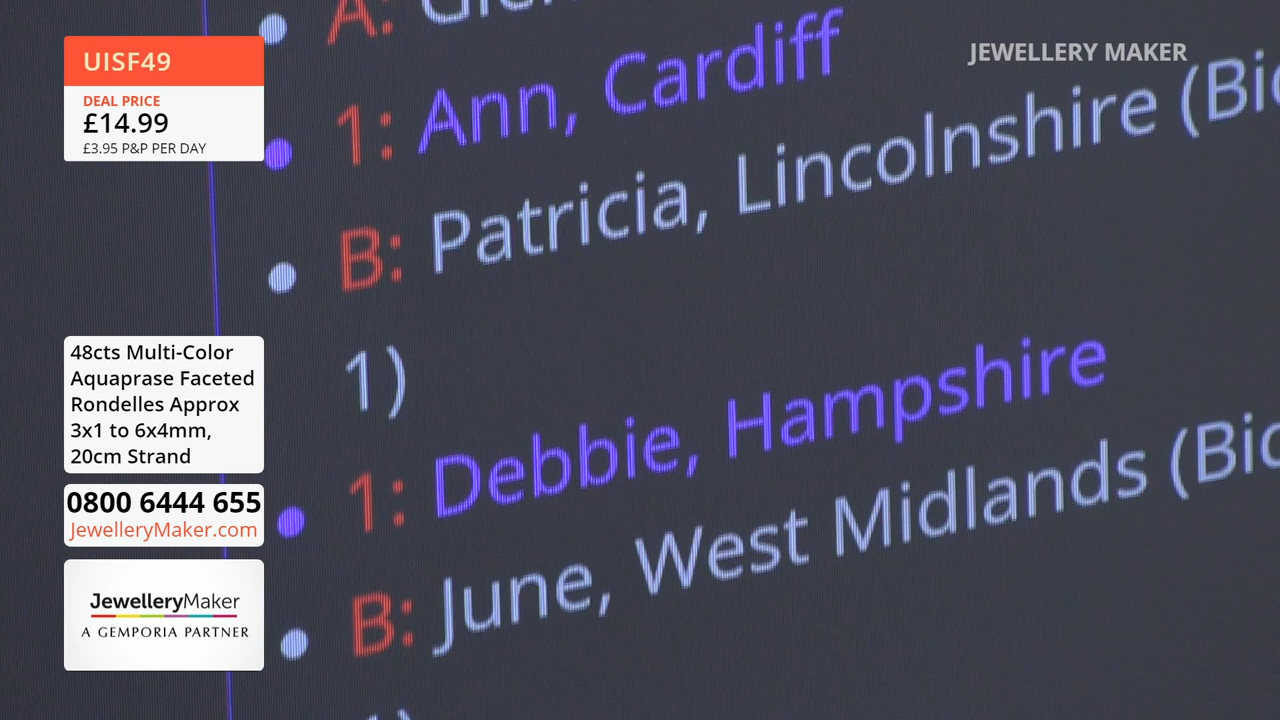 UISF49
DEAL PRICE
£14.99
£3.95 P&P PER DAY
JEWELLERY MAKER
A:
1: Ann, Cardiff
B: Patricia, Lincolnshire
1)
1: Debbie, Hampshire
B: June, West Midlands
48cts Multi-Color
Aquaprase Faceted
Rondelles Approx
3x1 to 6x4mm,
20cm Strand
0800 6444 655
JewelleryMaker.com
JewelleryMaker
A GEMPORIA PARTNER